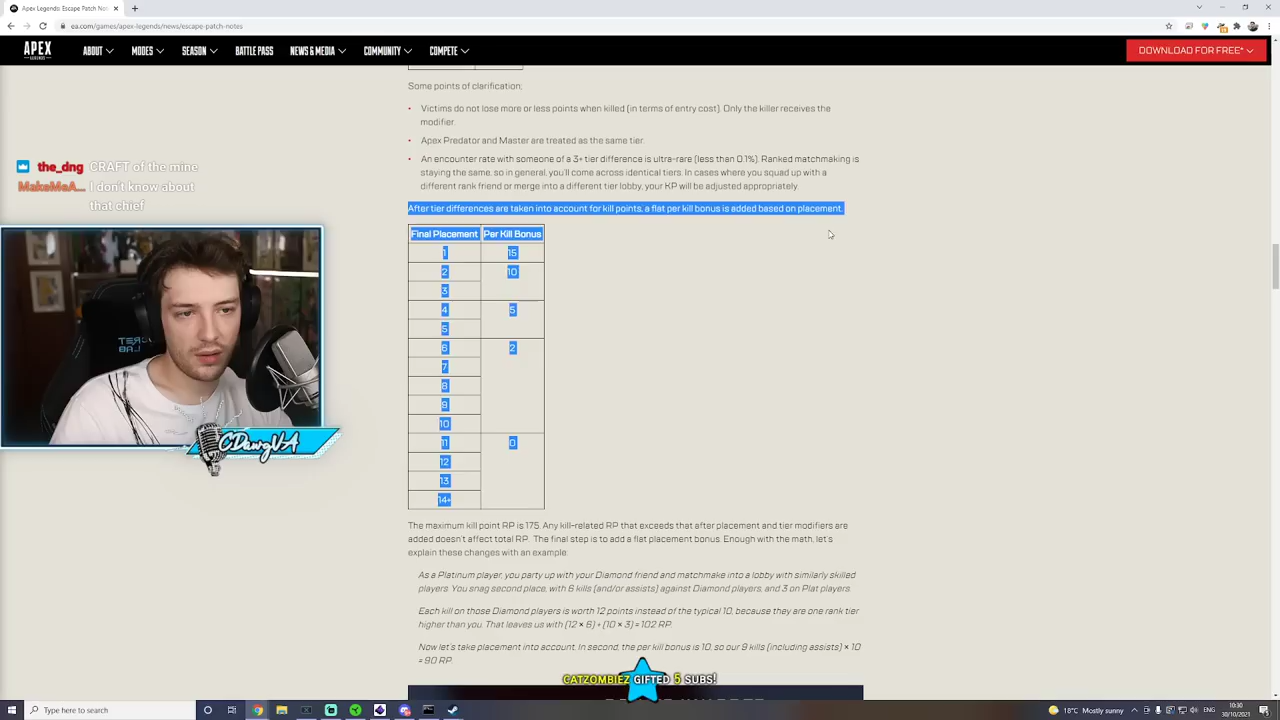 Apex Legends: Escape Patch Not
ea.com/games/apex-legends/news/escape-patch-notes
APEX
LEGENDS
ABOUT
MODES
SEASON
BATTLE PASS
NEWS & MEDIA
COMMUNITY
COMPETE
DOWNLOAD FOR FREE*
Some points of clarification:
• Victims do not lose more or less points when killed (in terms of entry cost). Only the killer receives the
modifier.
• Apex Predator and Master are treated as the same tier.
• An encounter rate with someone of a 3+ tier difference is ultra-rare (less than 0.1%). Ranked matchmaking is
staying the same, so in general, you'll come across identical tiers. In cases where you squad up with a
different rank friend or merge into a different tier lobby, your KP will be adjusted appropriately.
the_dng CRAFT of the mine
MakeMeA... I don't know about
that chief
After tier differences are taken into account for kill points, a flat per kill bonus is added based on placement.
Final Placement Per Kill Bonus
1 15
2 10
3
4 5
5
6 2
7
8
9
10
11 0
12
13
14+
CDawgVA
The maximum kill point RP is 175. Any kill-related RP that exceeds that after placement and tier modifiers are
added doesn't affect total RP. The final step is to add a flat placement bonus. Enough with the math, let's
explain these changes with an example:
As a Platinum player, you party up with your Diamond friend and matchmake into a lobby with similarly skilled
players. You snag second place, with 6 kills (and/or assists) against Diamond players, and 3 on Plat players.
Each kill on those Diamond players is worth 12 points instead of the typical 10, because they are one rank tier
higher than you. That leaves us with (12 × 6) + (10 × 3) = 102 RP.
Now let's take placement into account. In second, the per kill bonus is 10, so our 9 kills (including assists) × 10
= 90 RP.
CATZOMBIEZ GIFTED 5 SUBS!
Type here to search
18°C Mostly sunny
ENG
10:30
30/10/2021